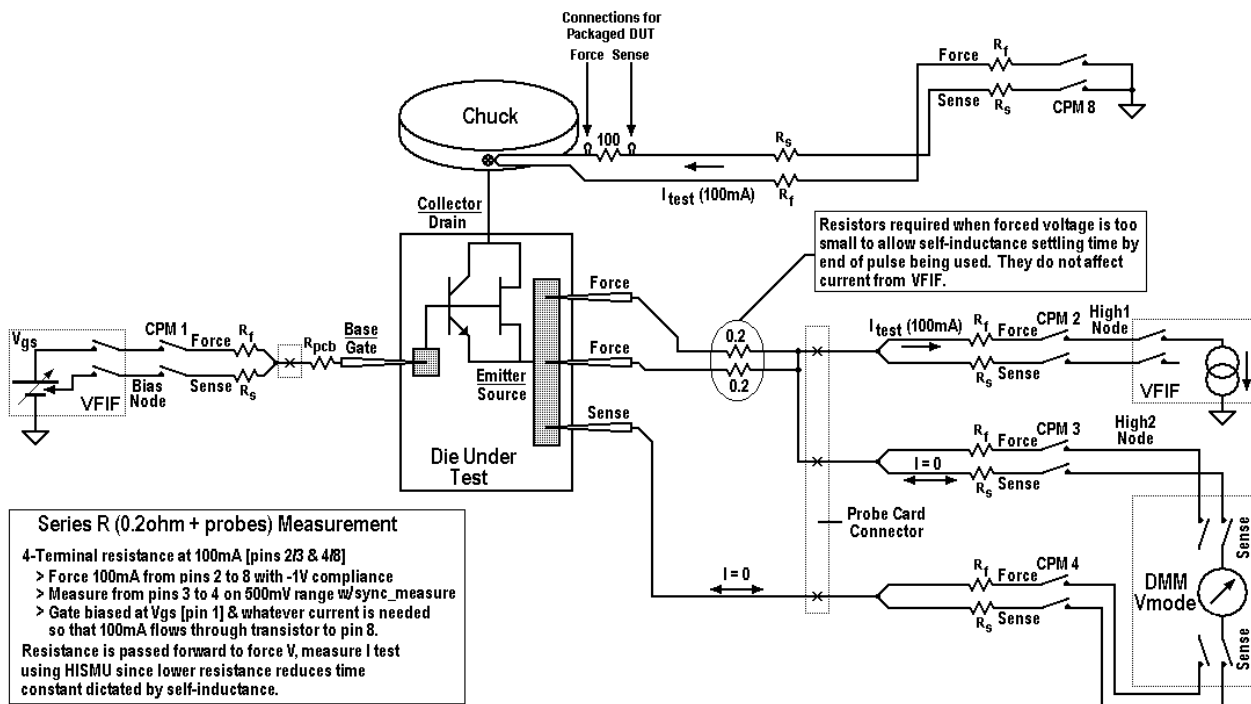 Connections for
Packaged DUT
Force Sense
Chuck
100
Rs
Rf
Itest (100mA)
Force
Rf
Sense
Rs
CPM 8
Collector
Drain
Resistors required when forced voltage is too
small to allow self-inductance settling time by
end of pulse being used. They do not affect
current from VFIF.
Vgs
VFIF
CPM 1
Bias
Node
Force
Rf
Sense
Rs
Rpcb
Base
Gate
Emitter
Source
Die Under
Test
Force
Force
Sense
0.2
0.2
Itest (100mA)
Rf
Force
CPM 2
High1
Node
Rs
Sense
VFIF
Rf
Force
CPM 3
High2
Node
I = 0
Rs
Sense
Probe Card
Connector
I = 0
Rf
Force
CPM 4
Rs
Sense
Sense
DMM
Vmode
Sense
Series R (0.2ohm + probes) Measurement
4-Terminal resistance at 100mA [pins 2/3 & 4/8]
> Force 100mA from pins 2 to 8 with -1V compliance
> Measure from pins 3 to 4 on 500mV range w/sync_measure
> Gate biased at Vgs [pin 1] & whatever current is needed
so that 100mA flows through transistor to pin 8.
Resistance is passed forward to force V, measure I test
using HISMU since lower resistance reduces time
constant dictated by self-inductance.